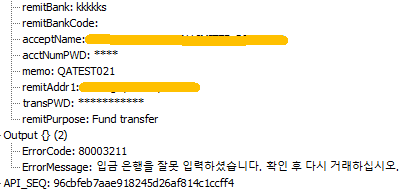 remitBank: kkkkks
remitBankCode:
acceptName:
acctNumPWD: ****
memo: QATEST021
remitAddr1:
transPWD: ***********
remitPurpose: Fund transfer
Output {} (2)
ErrorCode: 80003211
ErrorMessage: 입금 은행을 잘못 입력하셨습니다. 확인 후 다시 거래하십시오.
API_SEQ: 96cbfeb7aae918245d26af814c1ccff4